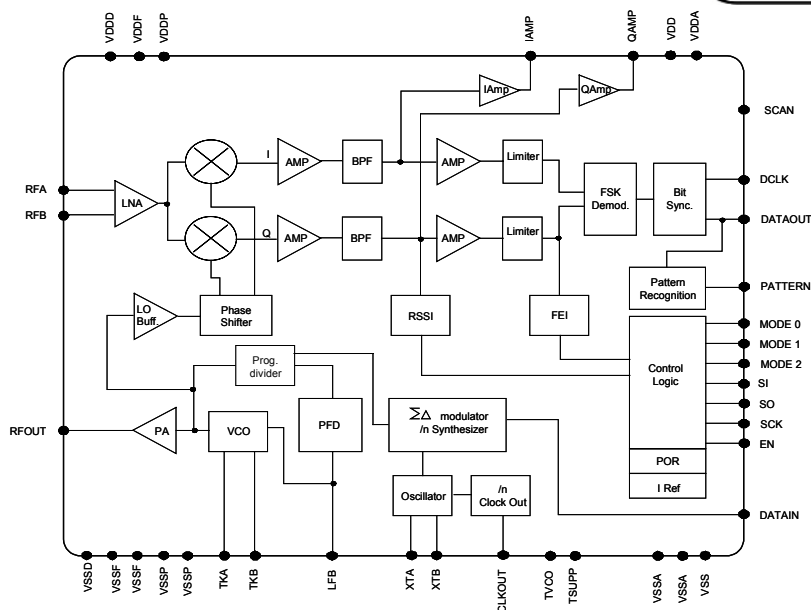 VDDD
VDDF
VDDP
IAMP
QAMP
VDD
VDDA
IAmp
QAmp
SCAN
I
AMP
BPF
AMP
Limiter
RFA
LNA
RFB
FSK
Demod.
Bit
Sync.
DCLK
DATAOUT
Q
AMP
BPF
AMP
Limiter
Pattern
Recognition
PATTERN
LO
Buff.
Phase
Shifter
RSSI
FEI
MODE 0
MODE 1
MODE 2
Control
Logic
SI
SO
SCK
EN
Prog.
divider
RFOUT
PA
VCO
PFD
ΣΔ modulator
/n Synthesizer
POR
I Ref
Oscillator
/n
Clock Out
DATAIN
VSSD
VSSF
VSSF
VSSP
VSSP
TKA
TKB
LFB
XTA
XTB
CLKOUT
TVCO
TSUPP
VSSA
VSSA
VSS